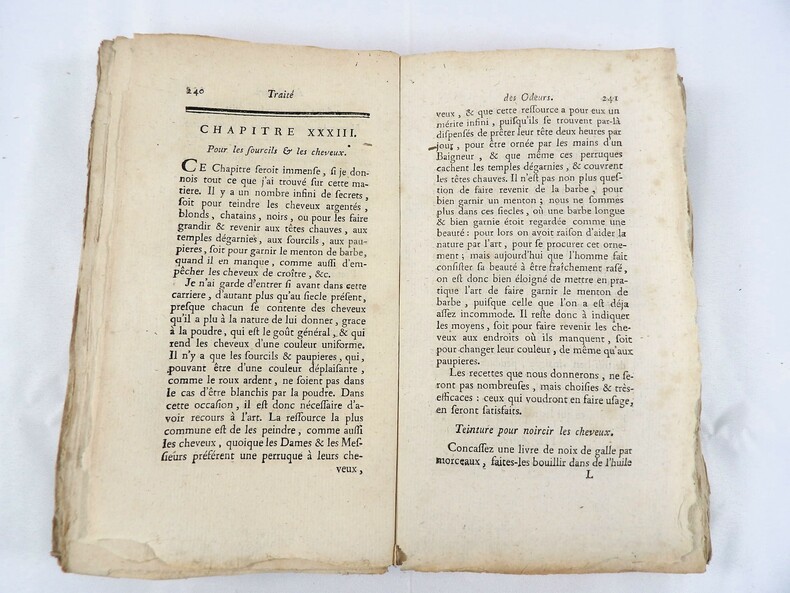 240 Traité
CHAPITRE XXXIII.
Pour les ſourcils & les cheveux.
CE Chapitre ſeroit immenſe, ſi je don-
nois tout ce que j'ai trouvé ſur cette ma-
tiere. Il y a un nombre infini de ſecrets,
ſoit pour teindre les cheveux argentés,
blonds, chatains, noirs, ou pour les faire
grandir & revenir aux têtes chauves, aux
temples dégarnies, aux ſourcils, aux pau-
pieres, ſoit pour garnir le menton de barbe,
quand il en manque, comme auſſi d'em-
pêcher les cheveux de croître, &c.
Je n'ai garde d'entrer ſi avant dans cette
carriere, d'autant plus qu'au ſiecle préſent,
preſque chacun ſe contente des cheveux
qu'il a plu à la nature de lui donner, grace
à la poudre, qui eſt le goût général, & qui
rend les cheveux d'une couleur uniforme.
Il n'y a que les ſourcils & paupieres, qui,
pouvant être d'une couleur déplaiſante,
comme le roux ardent, ne ſoient pas dans
le cas d'être blanchis par la poudre. Dans
cette occaſion, il eſt donc néceſſaire d'a-
voir recours à l'art. La reſſource la plus
commune eſt de les peindre, comme auſſi
les cheveux, quoique les Dames & les Meſ-
ſieurs préférent une perruque à leurs che-
veux,
des Odeurs. 241
veux, & que cette reſſource a pour eux un
mérite infini, puiſqu'ils ſe trouvent par-là
diſpenſés de prêter leur tête deux heures par
jour, pour être ornée par les mains d'un
Baigneur, & que même ces perruques
cachent les temples dégarnies, & couvrent
les têtes chauves. Il n'eſt pas non plus queſ-
tion de faire revenir de la barbe, pour
bien garnir un menton; nous ne ſommes
plus dans ces ſiecles, où une barbe longue
& bien garnie étoit regardée comme une
beauté: pour lors on avoit raiſon d'aider la
nature par l'art, pour ſe procurer cet orne-
ment; mais aujourd'hui que l'homme fait
conſiſter ſa beauté à être fraîchement raſé,
on eſt donc bien éloigné de mettre en pra-
tique l'art de faire garnir le menton de
barbe, puiſque celle que l'on a eſt déja
aſſez incommode. Il reſte donc à indiquer
les moyens, ſoit pour faire revenir les che-
veux aux endroits où ils manquent, ſoit
pour changer leur couleur, de même qu'aux
paupieres.
Les recettes que nous donnerons, ne ſe-
ront pas nombreuſes, mais choiſies & très-
efficaces: ceux qui voudront en faire uſage,
en ſeront ſatisfaits.
Teinture pour noircir les cheveux.
Concaſſez une livre de noix de galle par
morceaux, faites-les bouillir dans de l'huile
L